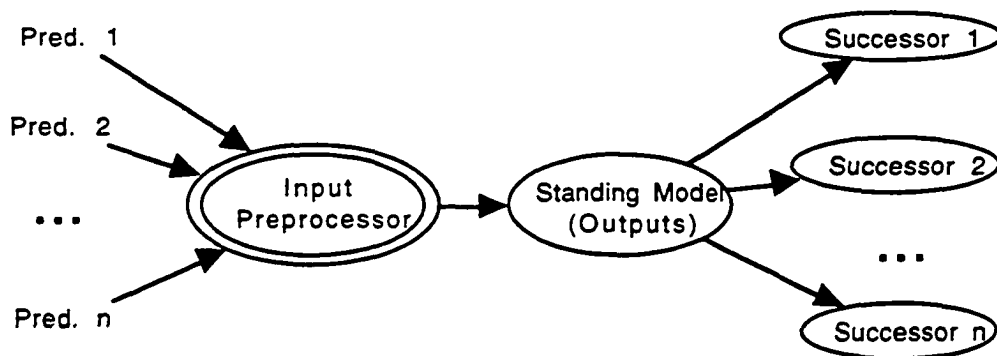 Pred. 1
Pred. 2
...
Pred. n
Input
Preprocessor
Standing Model
(Outputs)
Successor 1
Successor 2
...
Successor n